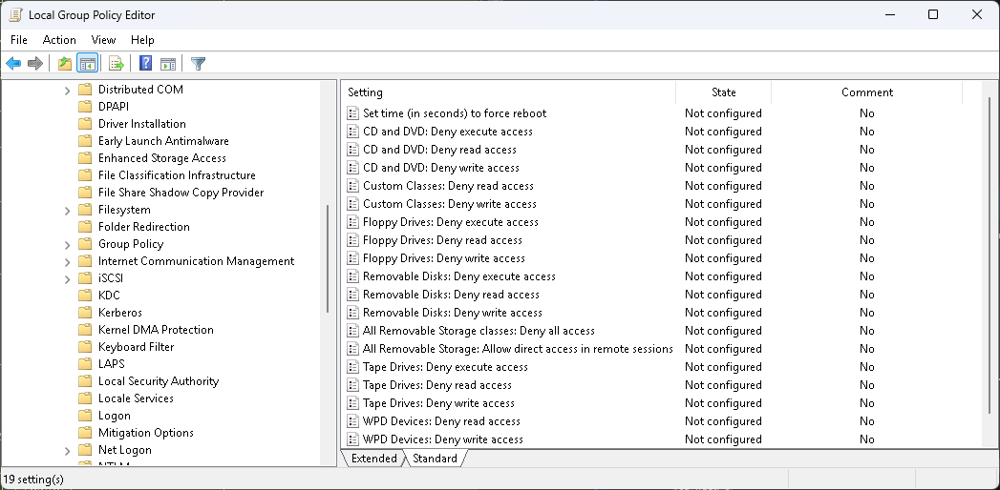 Local Group Policy Editor
File Action View Help
Distributed COM
DPAPI
Driver Installation
Early Launch Antimalware
Enhanced Storage Access
File Classification Infrastructure
File Share Shadow Copy Provider
Filesystem
Folder Redirection
Group Policy
Internet Communication Management
iSCSI
KDC
Kerberos
Kernel DMA Protection
Keyboard Filter
LAPS
Local Security Authority
Locale Services
Logon
Mitigation Options
Net Logon
Setting State Comment
Set time (in seconds) to force reboot Not configured No
CD and DVD: Deny execute access Not configured No
CD and DVD: Deny read access Not configured No
CD and DVD: Deny write access Not configured No
Custom Classes: Deny read access Not configured No
Custom Classes: Deny write access Not configured No
Floppy Drives: Deny execute access Not configured No
Floppy Drives: Deny read access Not configured No
Floppy Drives: Deny write access Not configured No
Removable Disks: Deny execute access Not configured No
Removable Disks: Deny read access Not configured No
Removable Disks: Deny write access Not configured No
All Removable Storage classes: Deny all access Not configured No
All Removable Storage: Allow direct access in remote sessions Not configured No
Tape Drives: Deny execute access Not configured No
Tape Drives: Deny read access Not configured No
Tape Drives: Deny write access Not configured No
WPD Devices: Deny read access Not configured No
WPD Devices: Deny write access Not configured No
Extended Standard
19 setting(s)